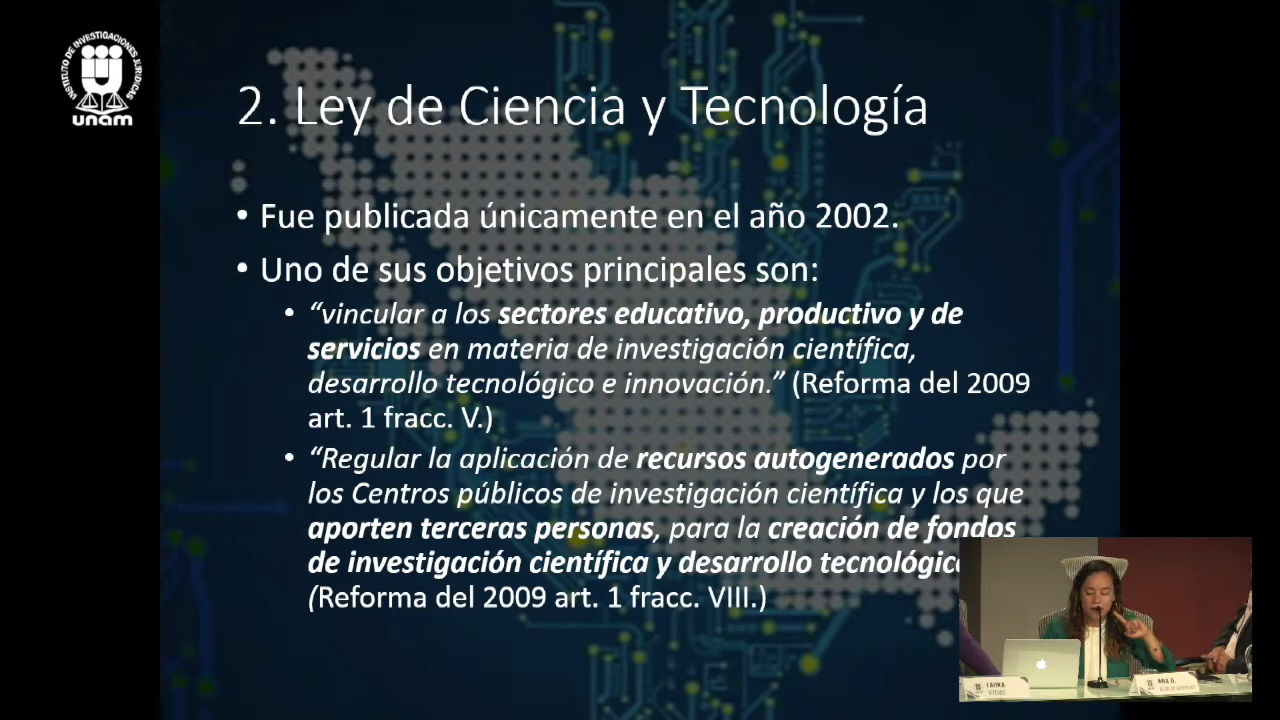 INSTITUTO DE INVESTIGACIONES JURIDICAS
unam
2. Ley de Ciencia y Tecnología
• Fue publicada únicamente en el año 2002.
• Uno de sus objetivos principales son:
• “vincular a los sectores educativo, productivo y de
servicios en materia de investigación científica,
desarrollo tecnológico e innovación.” (Reforma del 2009
art. 1 fracc. V.)
• “Regular la aplicación de recursos autogenerados por
los Centros públicos de investigación científica y los que
aporten terceras personas, para la creación de fondos
de investigación científica y desarrollo tecnológic
(Reforma del 2009 art. 1 fracc. VIII.)
LAURA
ANA G.